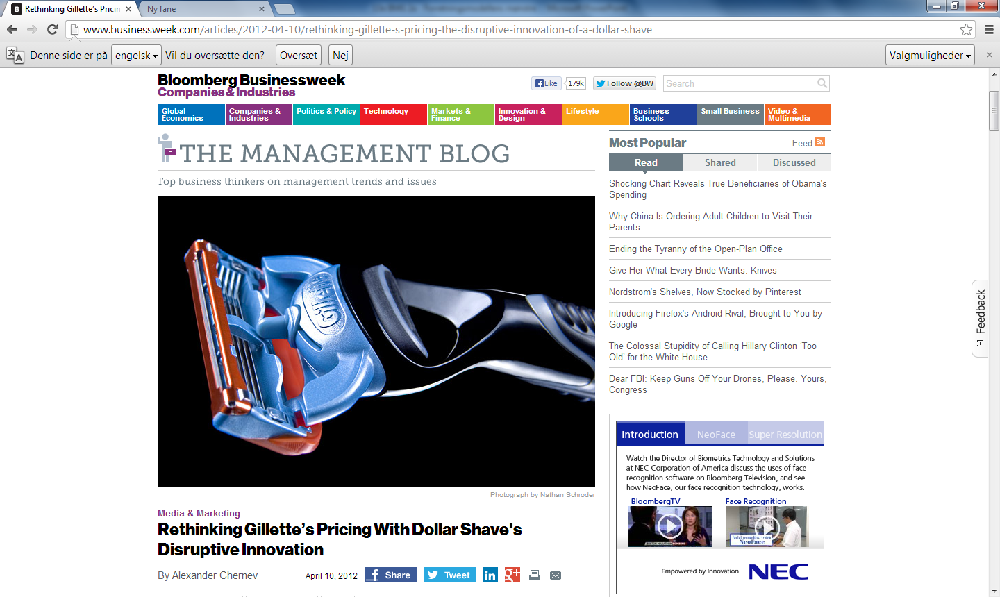 Rethinking Gillette's Pricin
Ny fane
www.businessweek.com/articles/2012-04-10/rethinking-gillette-s-pricing-the-disruptive-innovation-of-a-dollar-shave
Denne side er på engelsk Vil du oversætte den? Oversæt Nej Valgmuligheder
Bloomberg Businessweek
Companies & Industries
Like 179k Follow @BW Search
Global Economics
Companies & Industries
Politics & Policy
Technology
Markets & Finance
Innovation & Design
Lifestyle
Business Schools
Small Business
Video & Multimedia
THE MANAGEMENT BLOG
Top business thinkers on management trends and issues
Gillette
Photograph by Nathan Schroder
Media & Marketing
Rethinking Gillette's Pricing With Dollar Shave's
Disruptive Innovation
By Alexander Chernev April 10, 2012 Share Tweet
Most Popular Feed
Read Shared Discussed
Shocking Chart Reveals True Beneficiaries of Obama's
Spending
Why China Is Ordering Adult Children to Visit Their
Parents
Ending the Tyranny of the Open-Plan Office
Give Her What Every Bride Wants: Knives
Nordstrom's Shelves, Now Stocked by Pinterest
Introducing Firefox's Android Rival, Brought to You by
Google
The Colossal Stupidity of Calling Hillary Clinton 'Too
Old' for the White House
Dear FBI: Keep Guns Off Your Drones, Please. Yours,
Congress
Feedback
Introduction NeoFace Super Resolution
Watch the Director of Biometrics Technology and Solutions
at NEC Corporation of America discuss the uses of face
recognition software on Bloomberg Television, and see
how NeoFace, our face recognition technology, works.
BloombergTV Face Recognition
NeoFace
Empowered by Innovation NEC